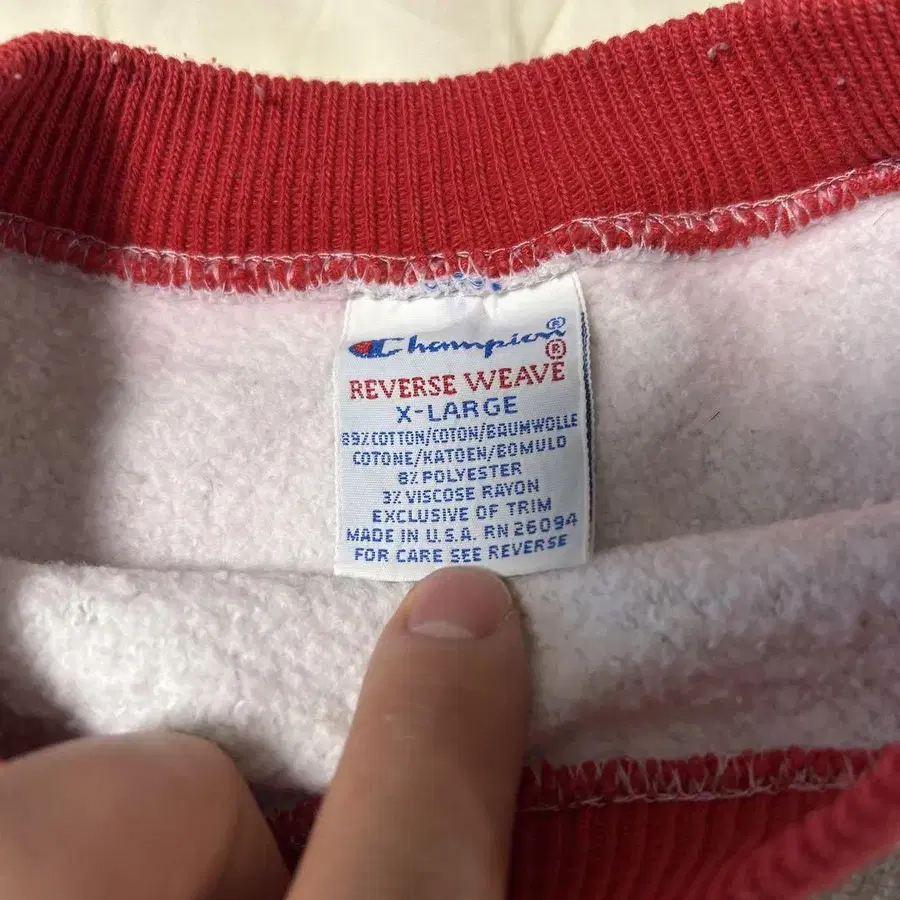 Champion®
®
REVERSE WEAVE
X-LARGE
89% COTTON/COTON/BAUMWOLLE
COTONE/KATOEN/BOMULD
8% POLYESTER
3% VISCOSE RAYON
EXCLUSIVE OF TRIM
MADE IN U.S.A. RN 26094
FOR CARE SEE REVERSE